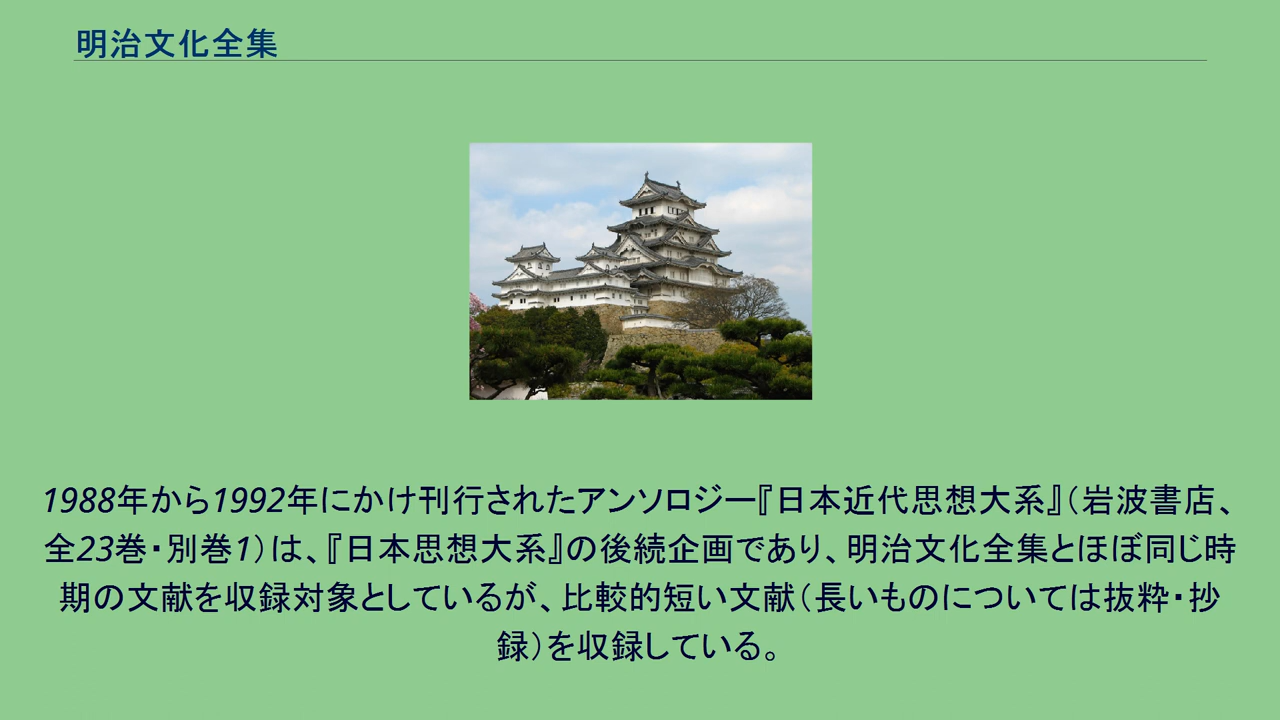 明治文化全集
1988年から1992年にかけ刊行されたアンソロジー『日本近代思想大系』（岩波書店、
全23巻・別巻1）は、『日本思想大系』の後続企画であり、明治文化全集とほぼ同じ時
期の文献を収録対象としているが、比較的短い文献（長いものについては抜粋・抄
録）を収録している。